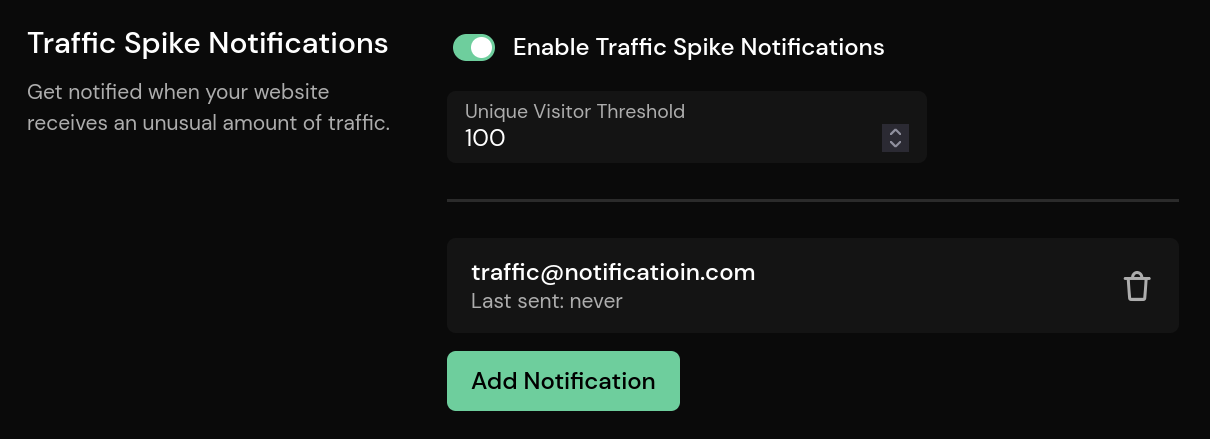 Traffic Spike Notifications
Get notified when your website
receives an unusual amount of traffic.
Enable Traffic Spike Notifications
Unique Visitor Threshold
100
traffic@notificatioin.com
Last sent: never
Add Notification